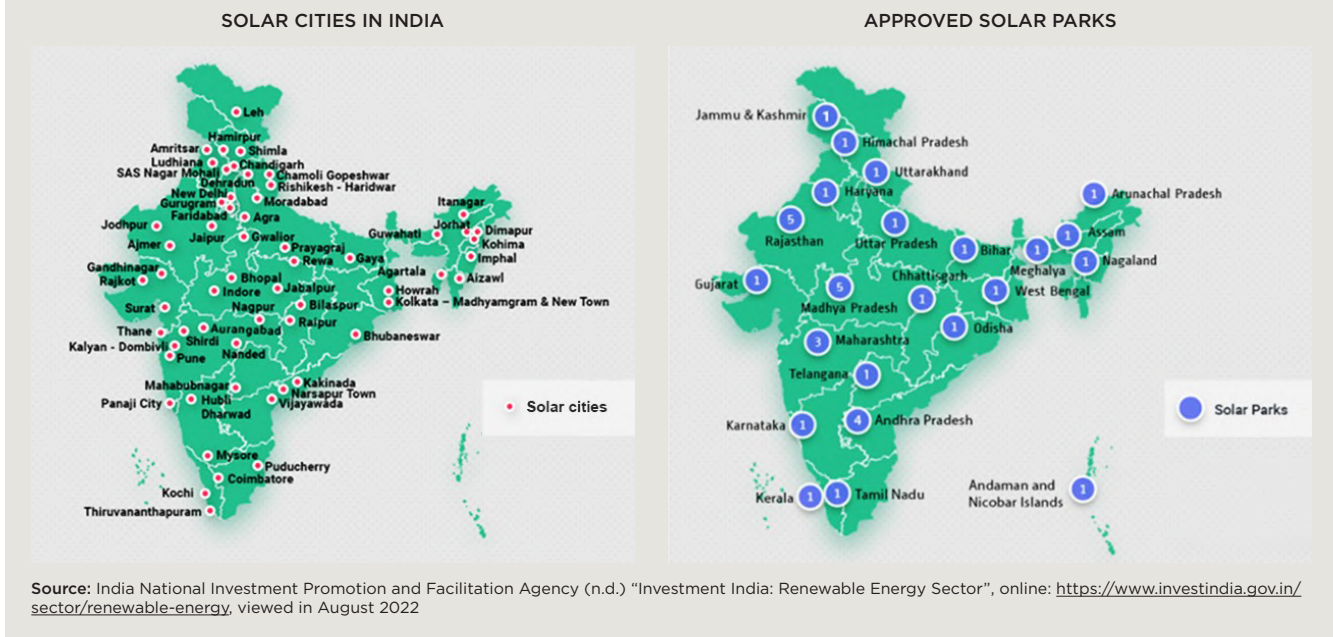 SOLAR CITIES IN INDIA
Leh
Hamirpur
Amritsar
Shimla
Ludhiana
Chandigarh
SAS Nagar Mohali
Chamoli Gopeshwar
Dehradun
Rishikesh - Haridwar
New Delhi
Moradabad
Gurugram
Faridabad
Agra
Jodhpur
Jaipur
Gwalior
Ajmer
Prayagraj
Rewa
Gaya
Itanagar
Jorhat
Guwahati
Dimapur
Kohima
Imphal
Agartala
Aizawl
Gandhinagar
Rajkot
Bhopal
Indore
Jabalpur
Howrah
Kolkata – Madhyamgram & New Town
Nagpur
Bilaspur
Surat
Raipur
Thane
Aurangabad
Bhubaneswar
Kalyan - Dombivli
Shirdi
Nanded
Pune
Mahabubnagar
Kakinada
Narsapur Town
Panaji City
Hubli
Dharwad
Vijayawada
Solar cities
Mysore
Puducherry
Coimbatore
Kochi
Thiruvananthapuram
APPROVED SOLAR PARKS
Jammu & Kashmir 1
1 Himachal Pradesh
1 Uttarakhand
1 Haryana
1 Arunachal Pradesh
5
Rajasthan
1
Uttar Pradesh
1 Bihar
1
Meghalya
1 Assam
1 Nagaland
Gujarat 1
5
Madhya Pradesh
Chhattisgarh
1
1
West Bengal
1 Odisha
3 Maharashtra
Telangana 1
Karnataka 1
4 Andhra Pradesh
Solar Parks
Kerala 1
1 Tamil Nadu
Andaman and
Nicobar Islands
1
Source: India National Investment Promotion and Facilitation Agency (n.d.) “Investment India: Renewable Energy Sector”, online: https://www.investindia.gov.in/
sector/renewable-energy, viewed in August 2022